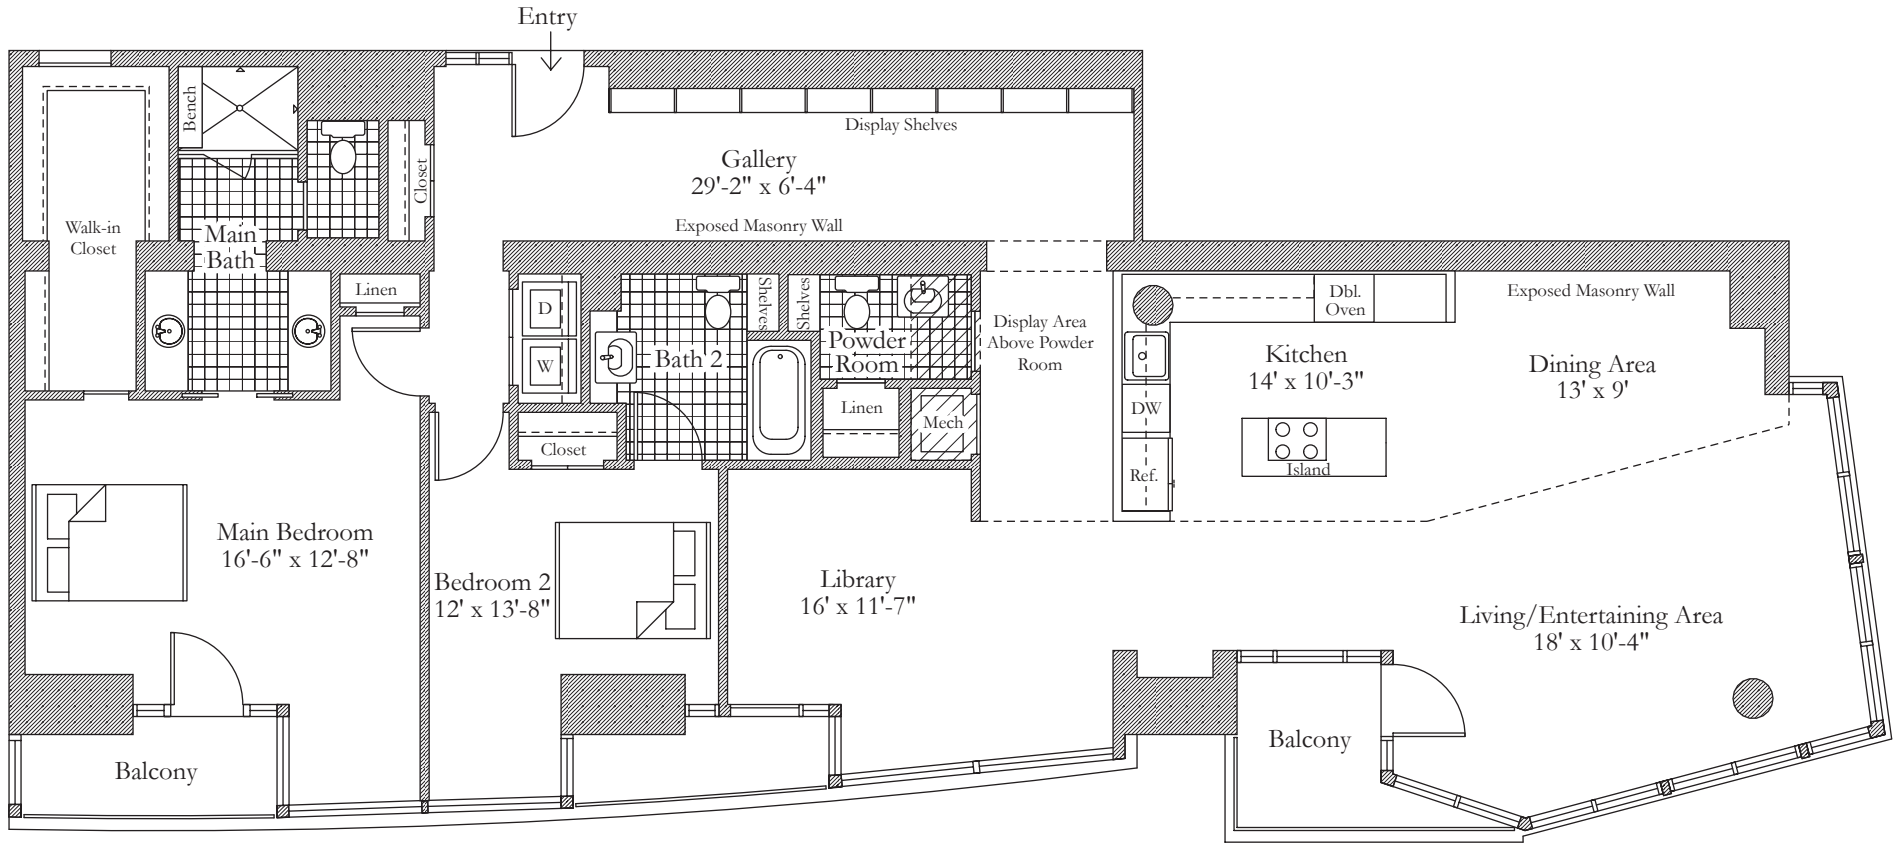 Entry
Bench
Closet
Display Shelves
Gallery
29'-2" x 6'-4"
Exposed Masonry Wall
Walk-in
Closet
Main
Bath
Linen
D
W
Closet
Shelves
Shelves
Bath 2
Powder
Room
Linen
Mech
Display Area
Above Powder
Room
Dbl.
Oven
Exposed Masonry Wall
Kitchen
14' x 10'-3"
Dining Area
13' x 9'
DW
Ref.
Island
Main Bedroom
16'-6" x 12'-8"
Bedroom 2
12' x 13'-8"
Library
16' x 11'-7"
Living/Entertaining Area
18' x 10'-4"
Balcony
Balcony